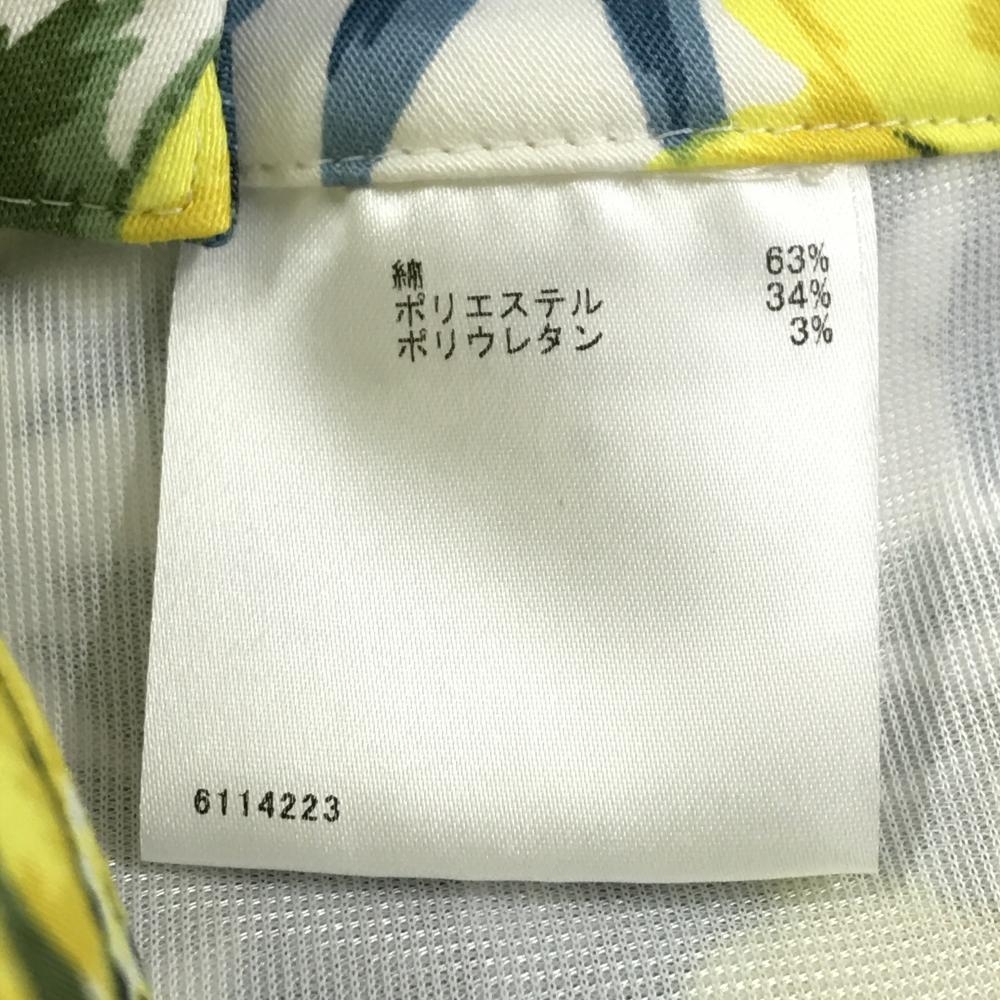 綿 63%
ポリエステル 34%
ポリウレタン 3%
6114223